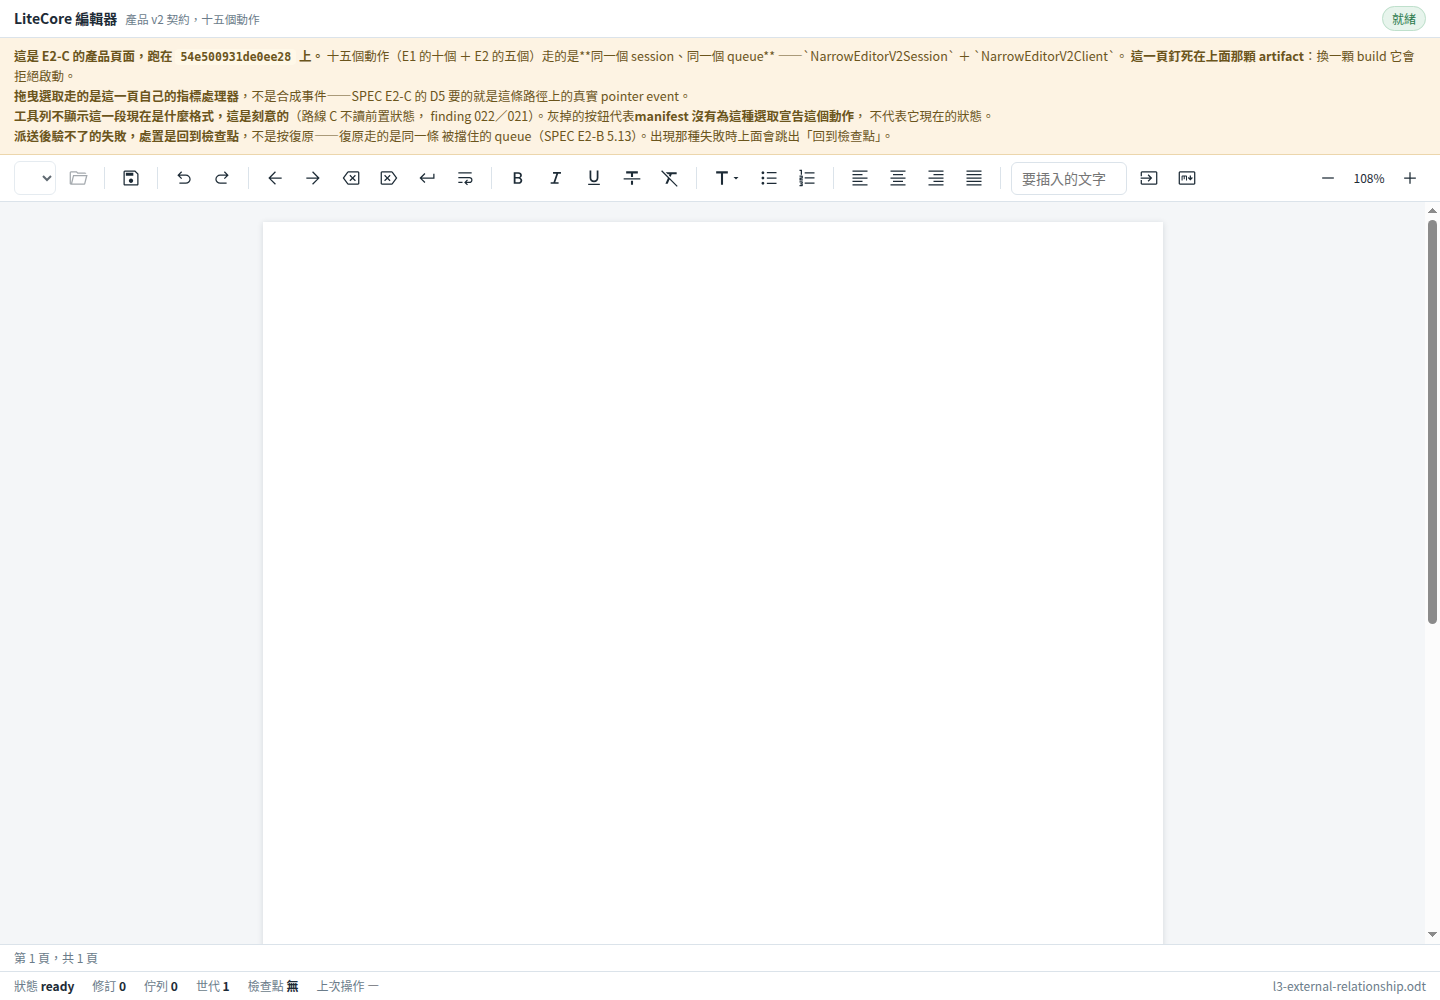 LiteCore 編輯器 產品 v2 契約，十五個動作
就緒
這是 E2-C 的產品頁面，跑在 54e500931de0ee28 上。 十五個動作（E1 的十個 ＋ E2 的五個）走的是**同一個 session、同一個 queue** ——`NarrowEditorV2Session` ＋ `NarrowEditorV2Client`。 這一頁釘死在上面那顆 artifact：換一顆 build 它會
拒絕啟動。
拖曳選取走的是這一頁自己的指標處理器，不是合成事件——SPEC E2-C 的 D5 要的就是這條路徑上的真實 pointer event。
工具列不顯示這一段現在是什麼格式，這是刻意的（路線 C 不讀前置狀態， finding 022／021）。灰掉的按鈕代表manifest 沒有為這種選取宣告這個動作， 不代表它現在的狀態。
派送後驗不了的失敗，處置是回到檢查點，不是按復原——復原走的是同一條 被擋住的 queue（SPEC E2-B 5.13）。出現那種失敗時上面會跳出「回到檢查點」。
要插入的文字
108%
第 1 頁，共 1 頁
狀態 ready 修訂 0 佇列 0 世代 1 檢查點 無 上次操作 —
l3-external-relationship.odt